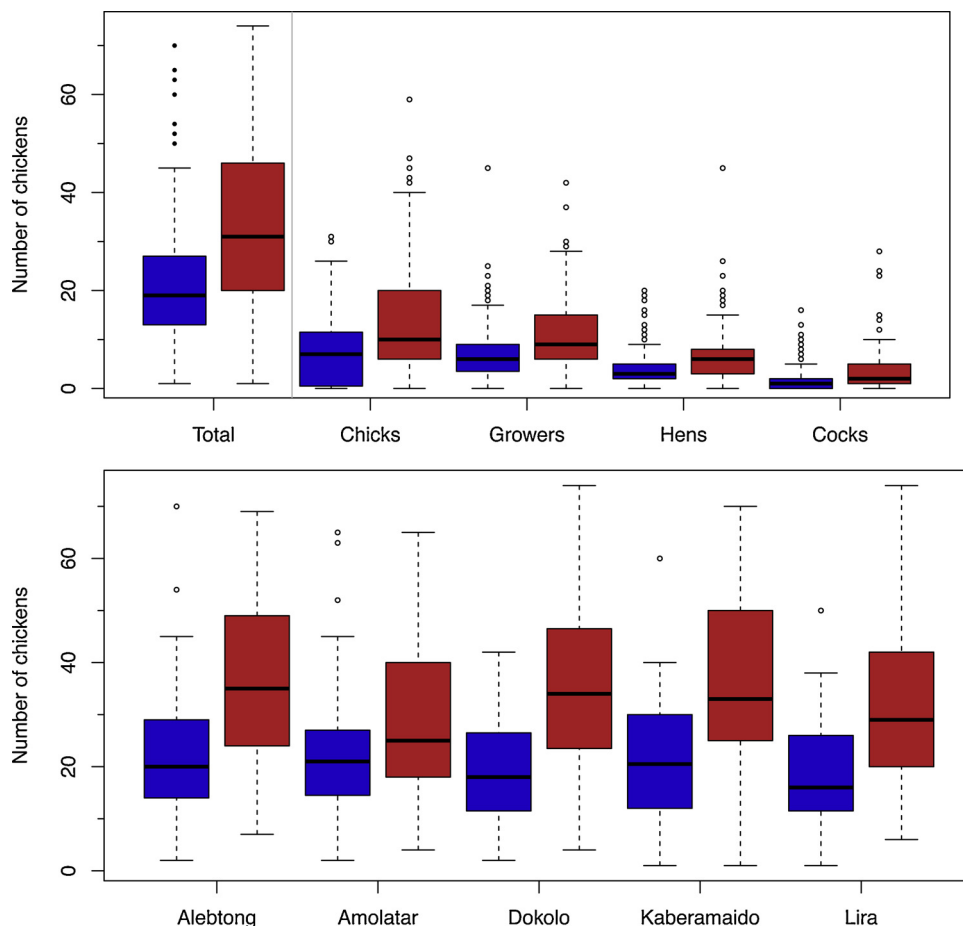 Number of chickens
60
40
20
0
Total Chicks Growers Hens Cocks
Number of chickens
60
40
20
0
Alebtong Amolatar Dokolo Kaberamaido Lira